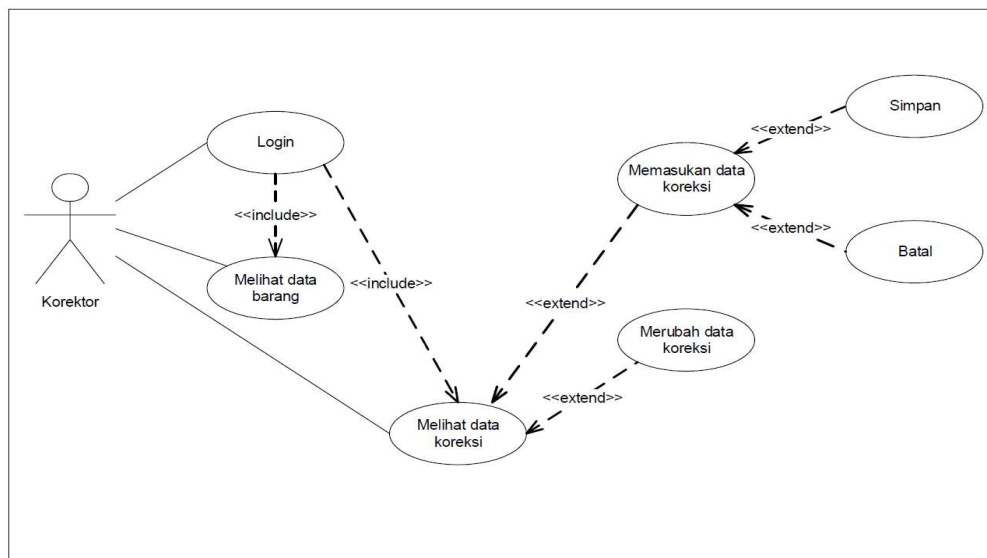 Simpan
<<extend>>
Login
Memasukan data
koreksi
<<include>>
<<extend>>
Batal
Melihat data
barang
<<include>>
Korektor
<<extend>>
Merubah data
koreksi
<<extend>>
Melihat data
koreksi